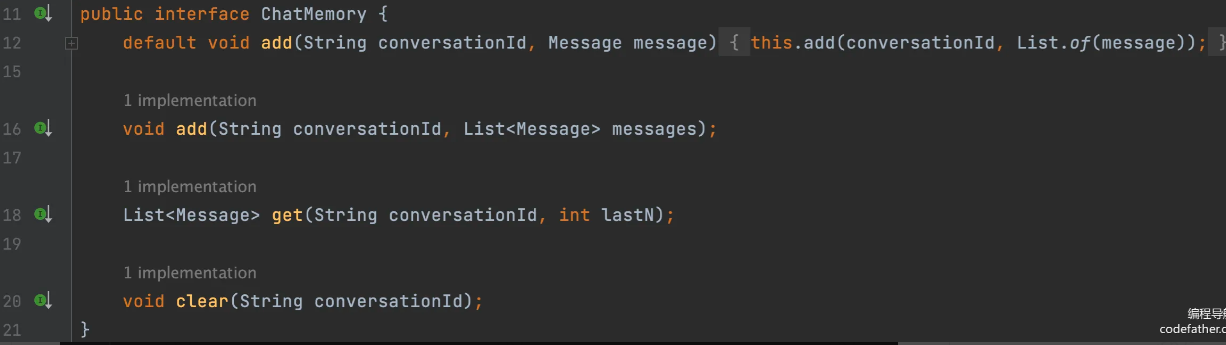 11 public interface ChatMemory {
12 default void add(String conversationId, Message message) { this.add(conversationId, List.of(message)); }
15
1 implementation
16 void add(String conversationId, List<Message> messages);
17
1 implementation
18 List<Message> get(String conversationId, int lastN);
19
1 implementation
20 void clear(String conversationId);
21 }
编程导
codefather.c